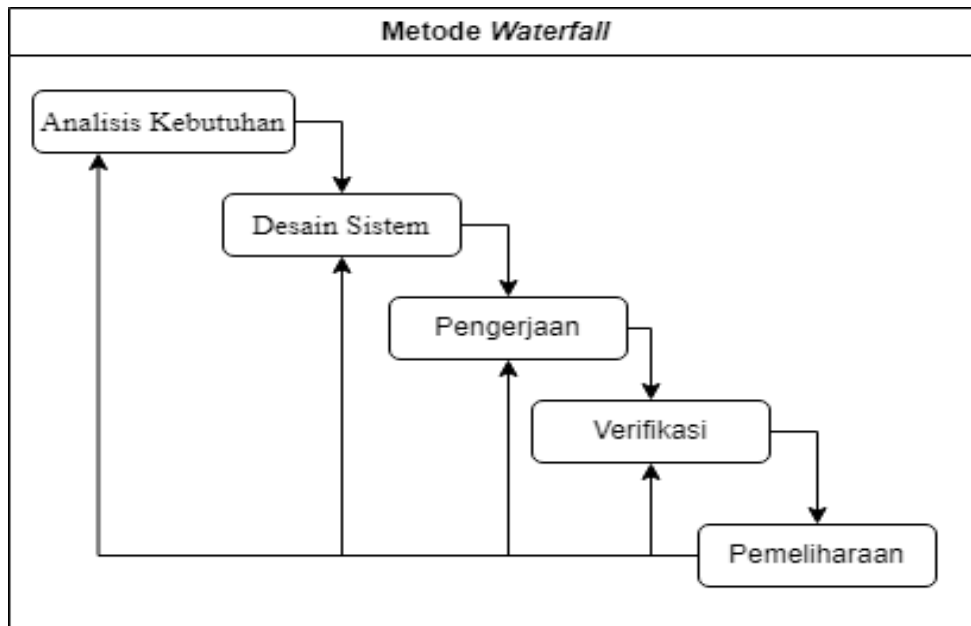 Metode Waterfall
Analisis Kebutuhan
Desain Sistem
Pengerjaan
Verifikasi
Pemeliharaan